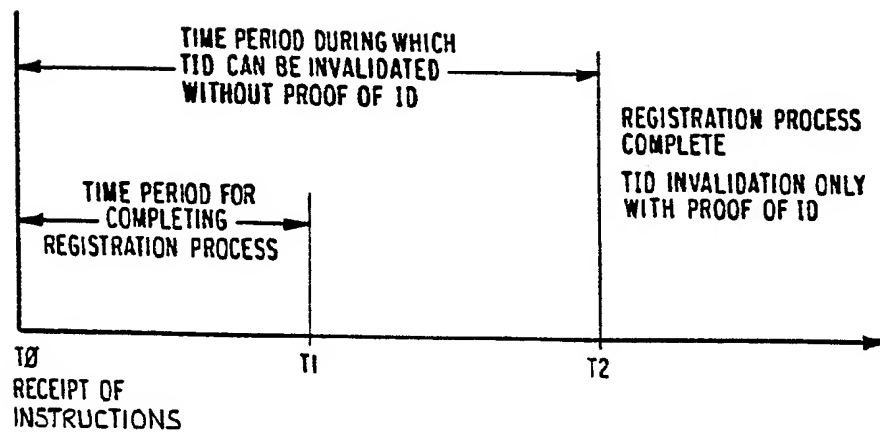 TIME PERIOD DURING WHICH
TID CAN BE INVALIDATED
WITHOUT PROOF OF ID
REGISTRATION PROCESS
COMPLETE
TID INVALIDATION ONLY
WITH PROOF OF ID
TIME PERIOD FOR
COMPLETING
REGISTRATION PROCESS
TØ
T1
T2
RECEIPT OF
INSTRUCTIONS